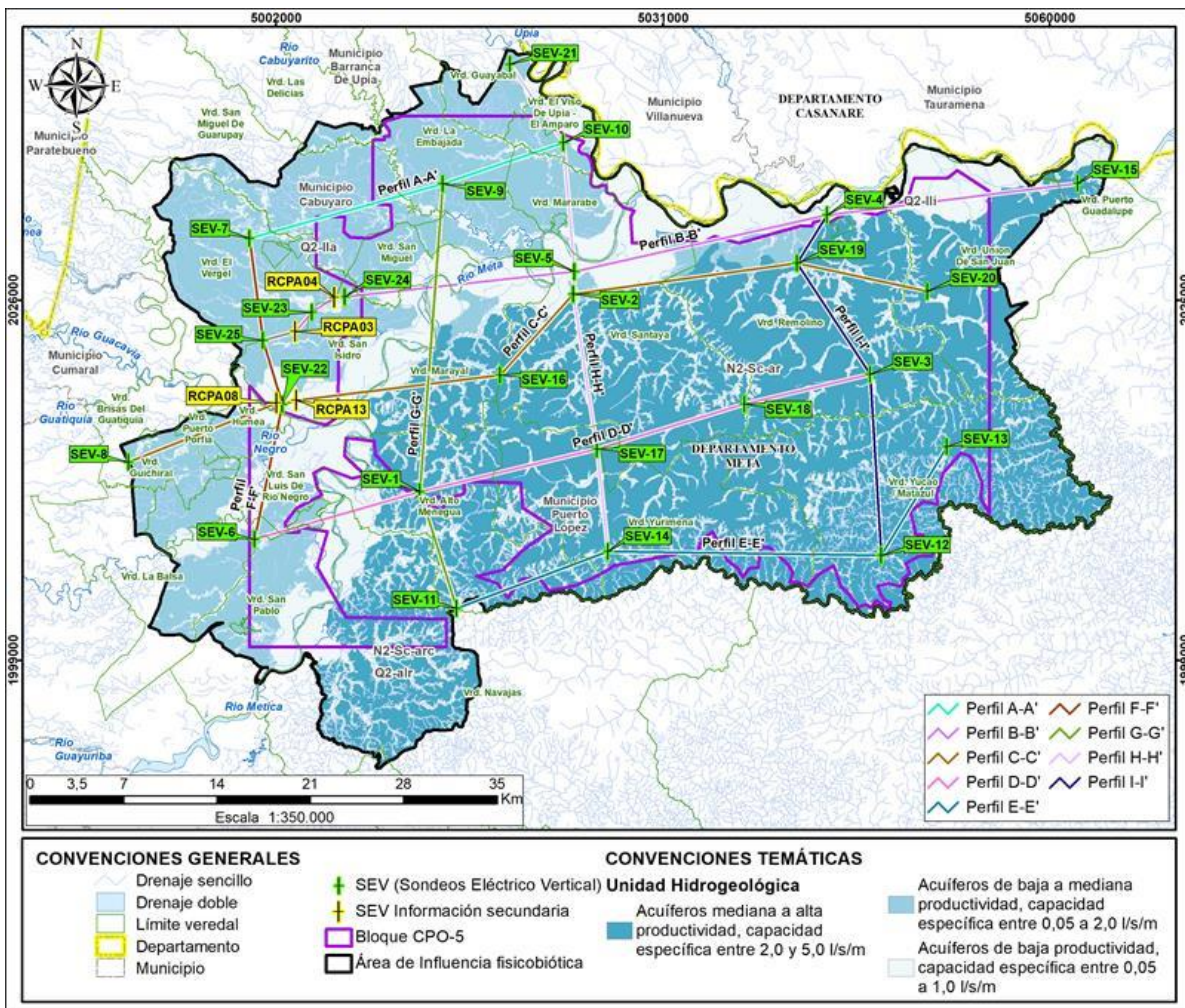 5002000
5031000
5060000
2026000
1999000
2026000
1999000
N
W
E
S
Río
Cabuyarito
Municipio
Barranca
De Upia
Upia
SEV-21
Vrd. Guayabal
Vrd. Las
Delicias
Vrd. San
Miguel De
Guarupay
Municipio
Paratebueno
Vrd. El Viso
De Upia -
El Amparo
SEV-10
Municipio
Villanueva
DEPARTAMENTO
CASANARE
Municipio
Tauramena
Vrd. La
Embajada
Perfil A-A'
SEV-9
Municipio
Cabuyaro
Vrd. Mararabe
SEV-4
SEV-15
Q2-lli
Vrd. Puerto
Guadalupe
SEV-7
Q2-lla
Vrd. San
Miguel
Perfil B-B'
SEV-19
Vrd. El
Vergel
RCPA04
SEV-24
Río Meta
SEV-5
Vrd. Union
De San Juan
SEV-20
SEV-23
SEV-2
RCPA03
SEV-25
Vrd. San
Isidro
Perfil C-C'
Vrd. Santaya
Vrd. Remolino
Perfil I-I'
Río Guacavia
Municipio
Cumaral
SEV-22
Vrd. Marayál
SEV-16
Perfil H-H'
N2-Sc-ar
SEV-3
Río
Guatiquia
Vrd.
Brisas Del
Guatiquia
RCPA08
RCPA13
SEV-18
Vrd.
Puerto
Porfia
Vrd.
Humea
Río
Negro
Perfil G-G'
Perfil D-D'
SEV-17
DEPARTAMENTO
META
SEV-13
SEV-8
Vrd.
Guichiral
Perfil
F-F'
Vrd. San
Luis De
Rio Negro
SEV-1
Vrd. Alto
Menegua
Municipio
Puerto
Lopez
Vrd. Yucao
Matazul
SEV-6
Vrd. Yurimena
SEV-14
Perfil E-E'
SEV-12
Vrd. La Balsa
Vrd. San
Pablo
SEV-11
N2-Sc-arc
Q2-alr
Vrd. Navajas
Río Metica
Río
Guayuriba
0 3,5 7 14 21 28 35
Km
Escala 1:350.000
Perfil A-A' Perfil F-F'
Perfil B-B' Perfil G-G'
Perfil C-C' Perfil H-H'
Perfil D-D' Perfil I-I'
Perfil E-E'
CONVENCIONES GENERALES
Drenaje sencillo
Drenaje doble
Límite veredal
Departamento
Municipio
SEV (Sondeos Eléctrico Vertical)
SEV Información secundaria
Bloque CPO-5
Área de Influencia fisicobiótica
CONVENCIONES TEMÁTICAS
Unidad Hidrogeológica
Acuíferos mediana a alta
productividad, capacidad
específica entre 2,0 y 5,0 l/s/m
Acuíferos de baja a mediana
productividad, capacidad
específica entre 0,05 a 2,0 l/s/m
Acuíferos de baja productividad,
capacidad específica entre 0,05
a 1,0 l/s/m